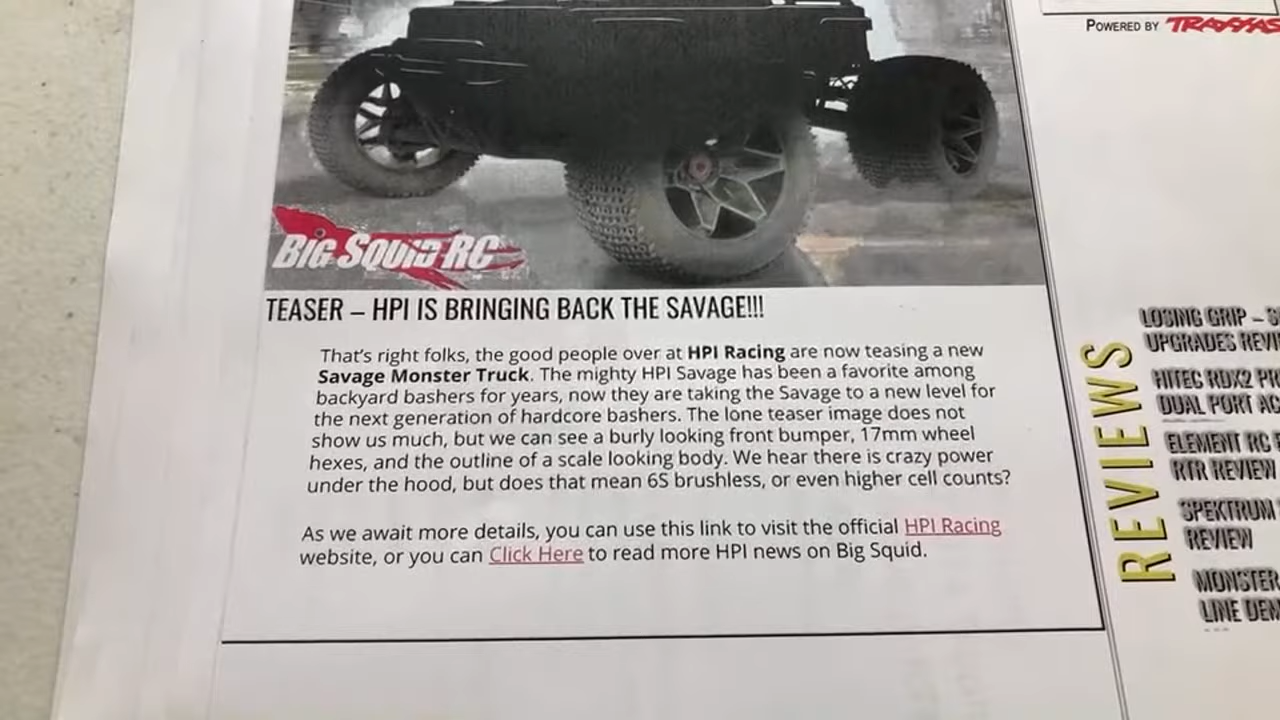 POWERED BY TRAXXAS
BIG SQUID RC
TEASER – HPI IS BRINGING BACK THE SAVAGE!!!
That's right folks, the good people over at HPI Racing are now teasing a new
Savage Monster Truck. The mighty HPI Savage has been a favorite among
backyard bashers for years, now they are taking the Savage to a new level for
the next generation of hardcore bashers. The lone teaser image does not
show us much, but we can see a burly looking front bumper, 17mm wheel
hexes, and the outline of a scale looking body. We hear there is crazy power
under the hood, but does that mean 6S brushless, or even higher cell counts?
As we await more details, you can use this link to visit the official HPI Racing
website, or you can Click Here to read more HPI news on Big Squid.
REVIEWS
LOSING GRIP –
UPGRADES
HITEC RDX2
DUAL PORT
ELEMENT RC
RTR REVIEW
SPEKTRUM
REVIEW
MONSTER
LINE